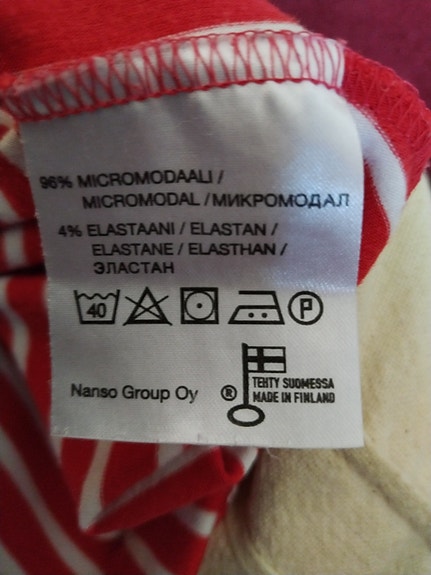 96% MICROMODAALI /
MICROMODAL / МИКРОМОДАЛ
4% ELASTAANI / ELASTAN /
ELASTANE / ELASTHAN /
ЭЛАСТАН
40 P
Nanso Group Oy ®
TEHTY SUOMESSA
MADE IN FINLAND